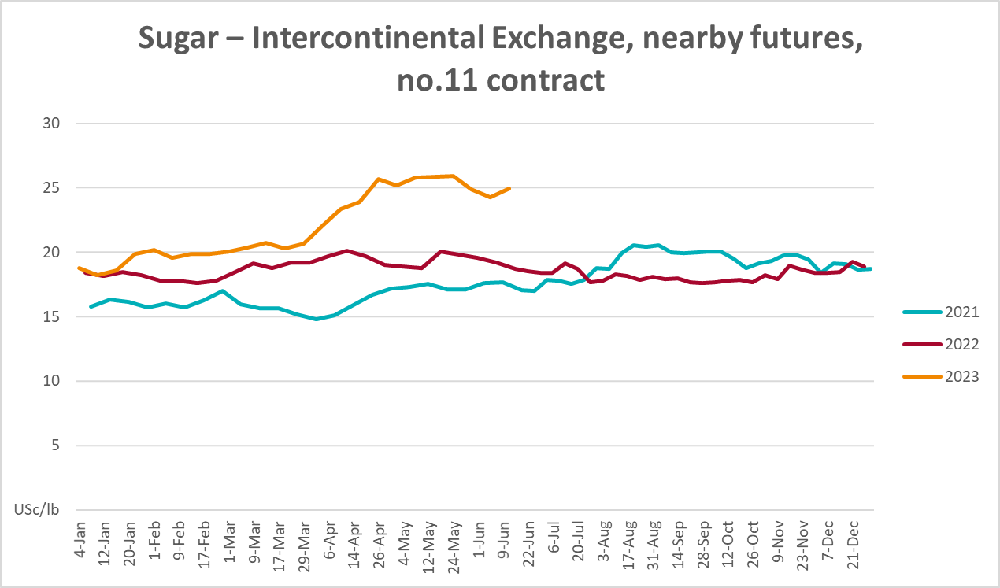 Sugar – Intercontinental Exchange, nearby futures,
no.11 contract
30
25
20
15
10
5
USc/lb
4-Jan
12-Jan
20-Jan
1-Feb
9-Feb
17-Feb
1-Mar
9-Mar
17-Mar
29-Mar
6-Apr
14-Apr
26-Apr
4-May
12-May
24-May
1-Jun
9-Jun
22-Jun
6-Jul
20-Jul
3-Aug
17-Aug
31-Aug
14-Sep
28-Sep
12-Oct
26-Oct
9-Nov
23-Nov
7-Dec
21-Dec
2021
2022
2023